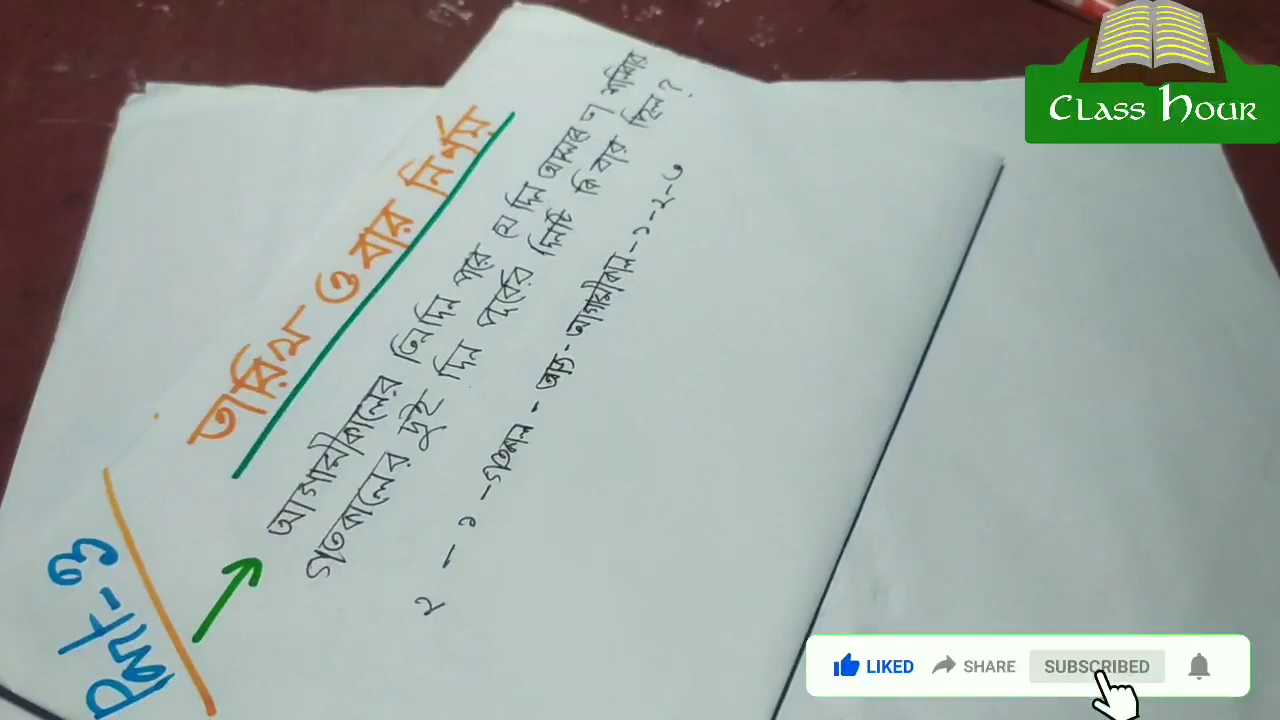 Part-৩
তারিখ ও বার নির্ণয়
আগামীকালের তিনদিন পরে যে দিন আসবে তা শনিবার
গতকালের দুই দিন পূর্বের দিনটি কি বার ছিল?
২ - ১ - গতকাল - আজ - আগামীকাল - ১ - ২ - ৩
CLASS HOUR
LIKED SHARE SUBSCRIBED